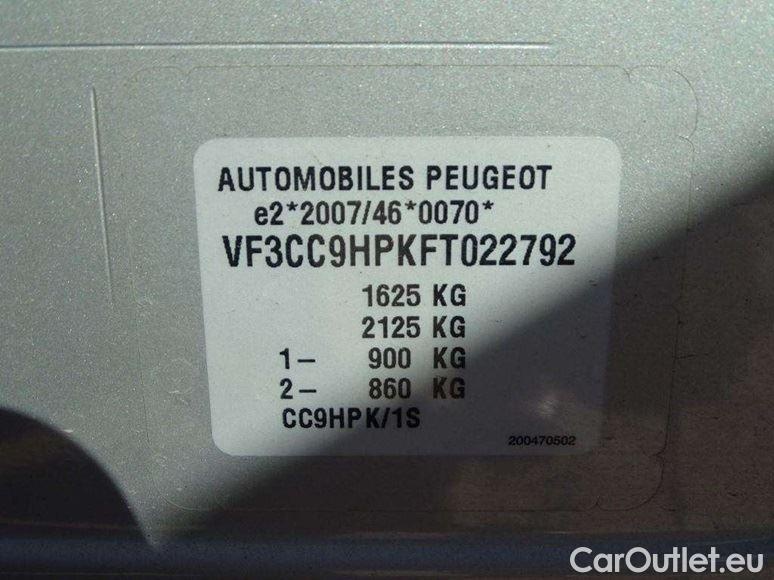 AUTOMOBILES PEUGEOT
e2*2007/46*0070*
VF3CC9HPKFT022792
1625 KG
2125 KG
1– 900 KG
2– 860 KG
CC9HPK/1S
200470502
CarOutlet.eu